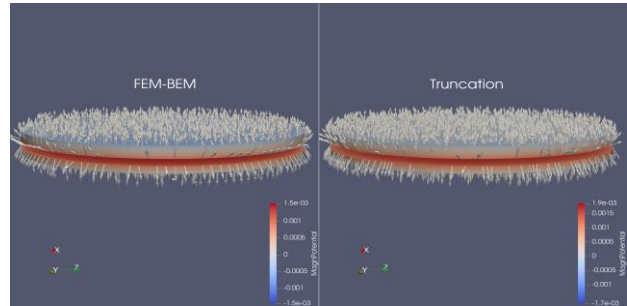 FEM-BEM
Truncation
1.5e-03
0.001
0.0005
0
-0.0005
-0.001
-1.5e-03
MagnPotential
X
Y
Z
1.9e-03
0.0015
0.001
0.0005
0
-0.0005
-0.001
-1.7e-03
MagnPotential
X
Y
Z